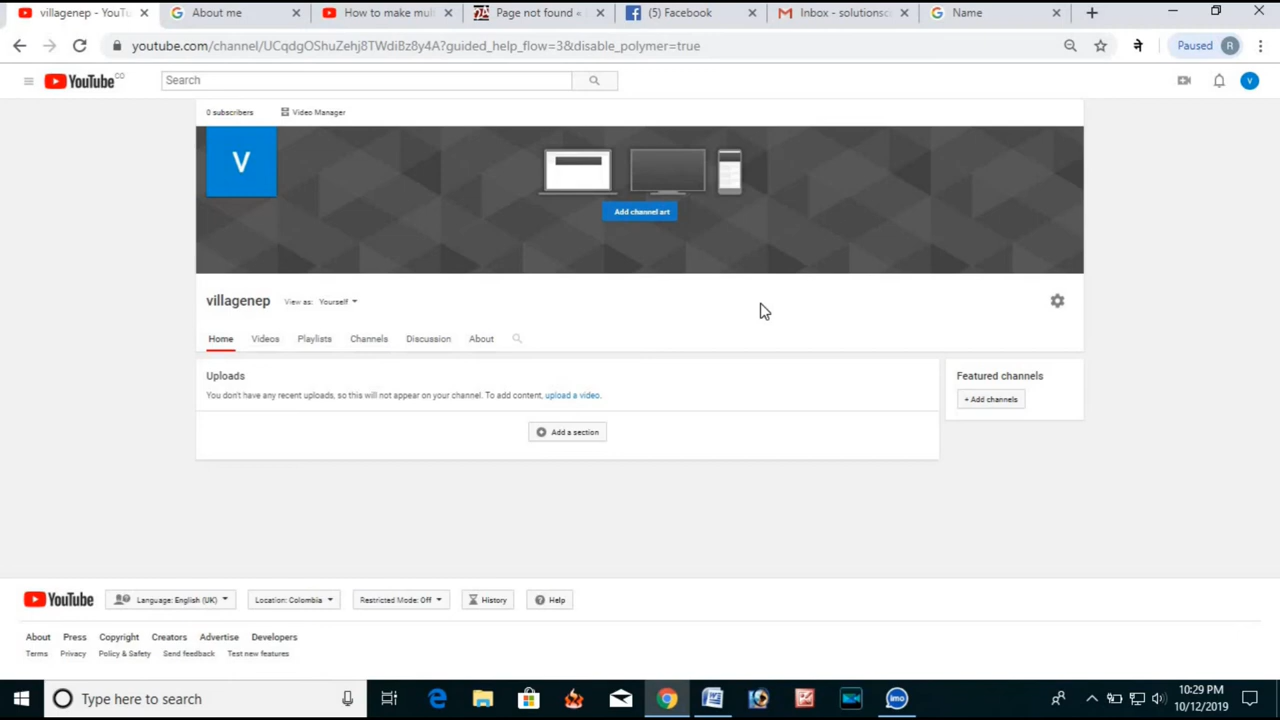 villagenep - YouTu
About me
How to make mul
Page not found «
(5) Facebook
Inbox - solutionsc
Name
youtube.com/channel/UCqdgOShuZehj8TWdiBz8y4A?guided_help_flow=3&disable_polymer=true
ने
Paused R
YouTube CO
Search
V
0 subscribers
Video Manager
V
Add channel art
villagenep
View as: Yourself
Home
Videos
Playlists
Channels
Discussion
About
Uploads
You don't have any recent uploads, so this will not appear on your channel. To add content, upload a video.
Add a section
Featured channels
+ Add channels
YouTube
Language: English (UK)
Location: Colombia
Restricted Mode: Off
History
Help
About Press Copyright Creators Advertise Developers
Terms Privacy Policy & Safety Send feedback Test new features
Type here to search
imo
10:29 PM
10/12/2019